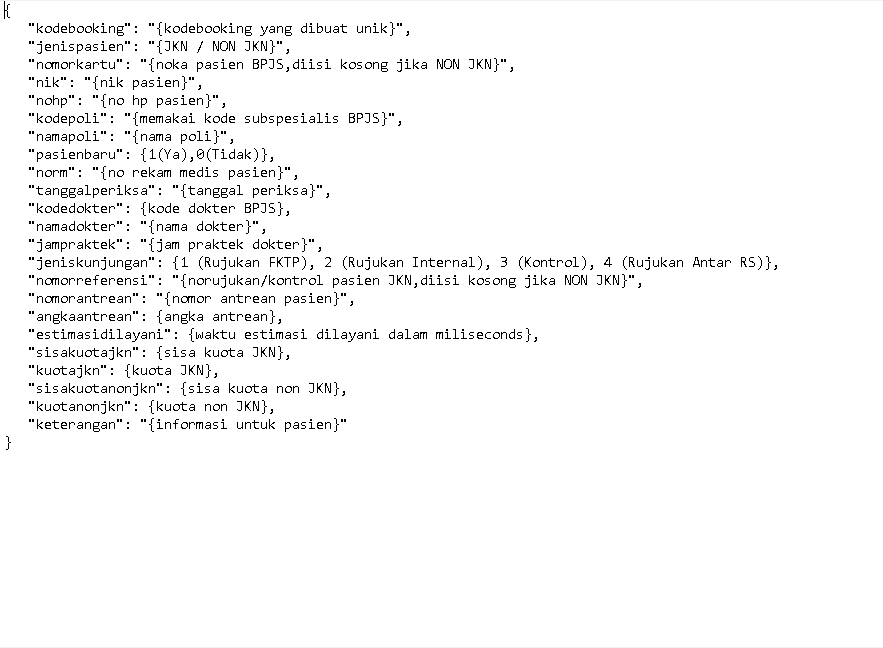 {
"kodebooking": "{kodebooking yang dibuat unik}",
"jenispasien": "{JKN / NON JKN}",
"nomorkartu": "{noka pasien BPJS,diisi kosong jika NON JKN}",
"nik": "{nik pasien}",
"nohp": "{no hp pasien}",
"kodepoli": "{memakai kode subspesialis BPJS}",
"namapoli": "{nama poli}",
"pasienbaru": {1(Ya),0(Tidak)},
"norm": "{no rekam medis pasien}",
"tanggalperiksa": "{tanggal periksa}",
"kodedokter": {kode dokter BPJS},
"namadokter": "{nama dokter}",
"jampraktek": "{jam praktek dokter}",
"jeniskunjungan": {1 (Rujukan FKTP), 2 (Rujukan Internal), 3 (Kontrol), 4 (Rujukan Antar RS)},
"nomorreferensi": "{norujukan/kontrol pasien JKN,diisi kosong jika NON JKN}",
"nomorantrean": "{nomor antrean pasien}",
"angkaantrean": {angka antrean},
"estimasidilayani": {waktu estimasi dilayani dalam miliseconds},
"sisakuotajkn": {sisa kuota JKN},
"kuotajkn": {kuota JKN},
"sisakuotanonjkn": {sisa kuota non JKN},
"kuotanonjkn": {kuota non JKN},
"keterangan": "{informasi untuk pasien}"
}